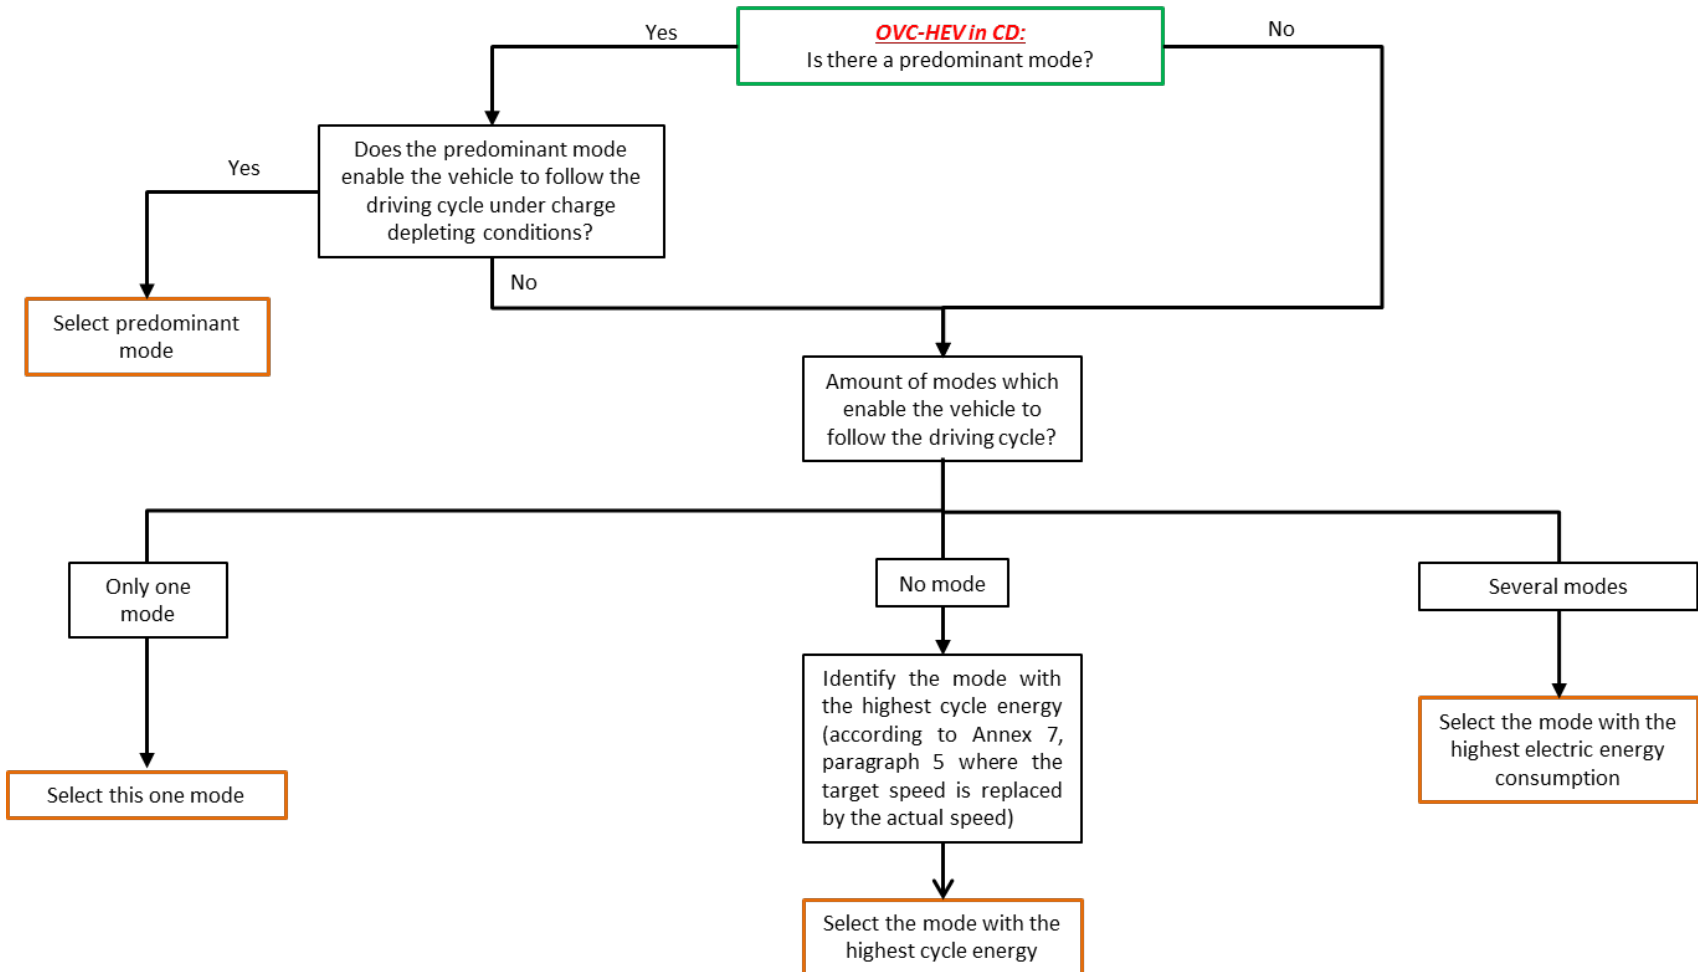 Yes
OVC-HEV in CD:
Is there a predominant mode?
No
Does the predominant mode
enable the vehicle to follow the
driving cycle under charge
depleting conditions?
Yes
No
Select predominant
mode
Amount of modes which
enable the vehicle to
follow the driving cycle?
Only one
mode
No mode
Several modes
Identify the mode with
the highest cycle energy
(according to Annex 7,
paragraph 5 where the
target speed is replaced
by the actual speed)
Select the mode with the
highest electric energy
consumption
Select this one mode
Select the mode with the
highest cycle energy